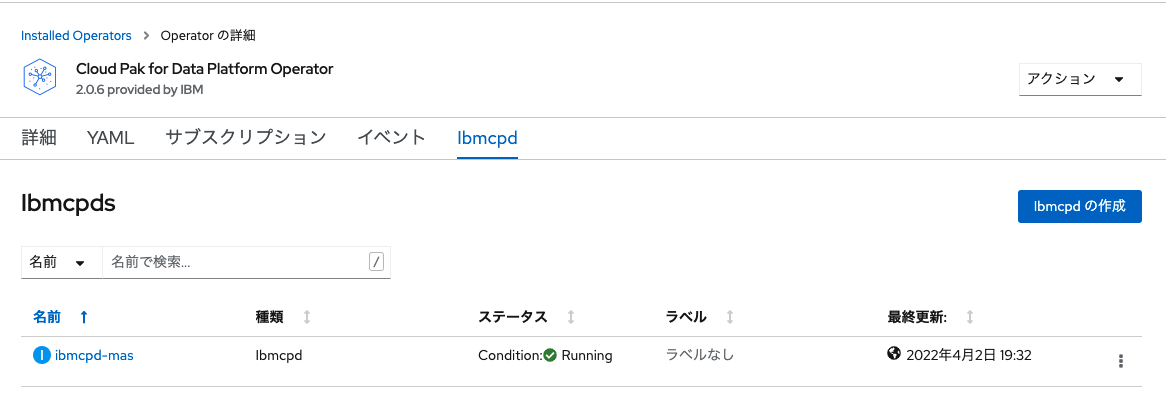 Installed Operators > Operator の詳細
Cloud Pak for Data Platform Operator
2.0.6 provided by IBM
アクション
詳細 YAML サブスクリプション イベント Ibmcpd
Ibmcpds
Ibmcpd の作成
名前 名前で検索... /
名前 種類 ステータス ラベル 最終更新:
I ibmcpd-mas Ibmcpd Condition: Running ラベルなし 2022年4月2日 19:32